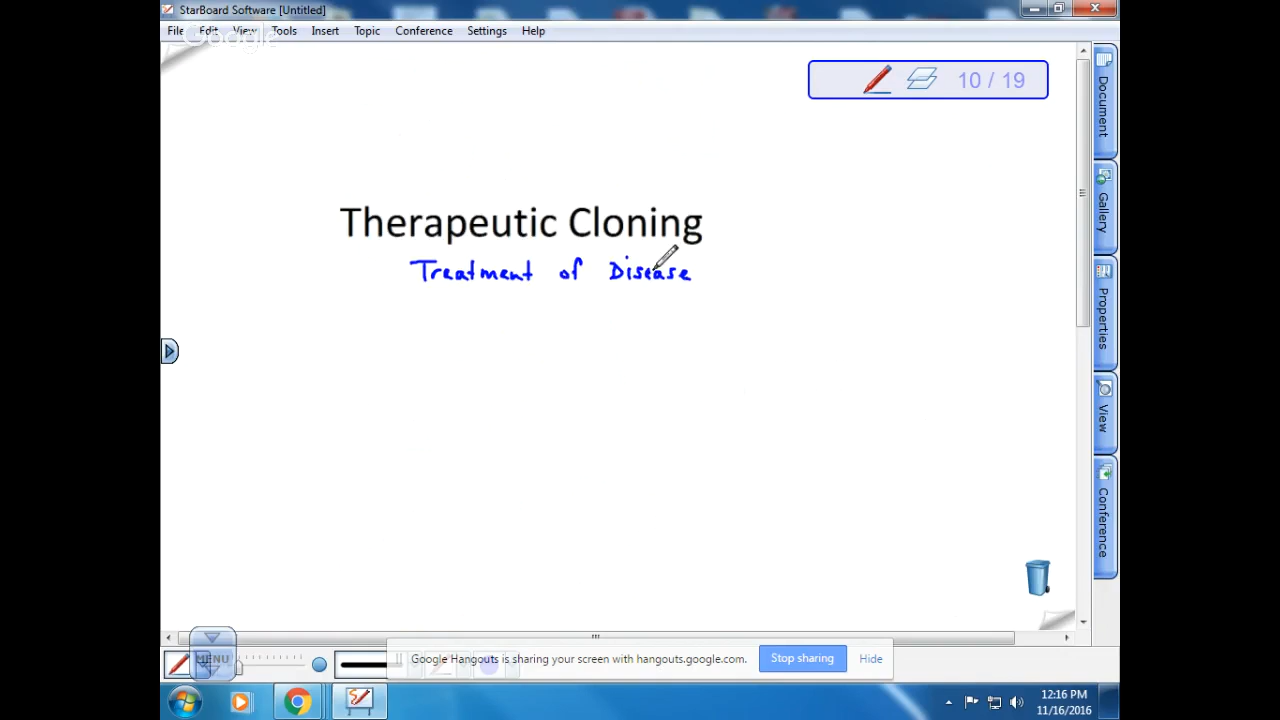 StarBoard Software [Untitled]
File Edit View Tools Insert Topic Conference Settings Help
Google
10 / 19
Therapeutic Cloning
Treatment of Disease
Document
Gallery
Properties
View
Conference
MENU
Google Hangouts is sharing your screen with hangouts.google.com.
Stop sharing
Hide
12:16 PM
11/16/2016